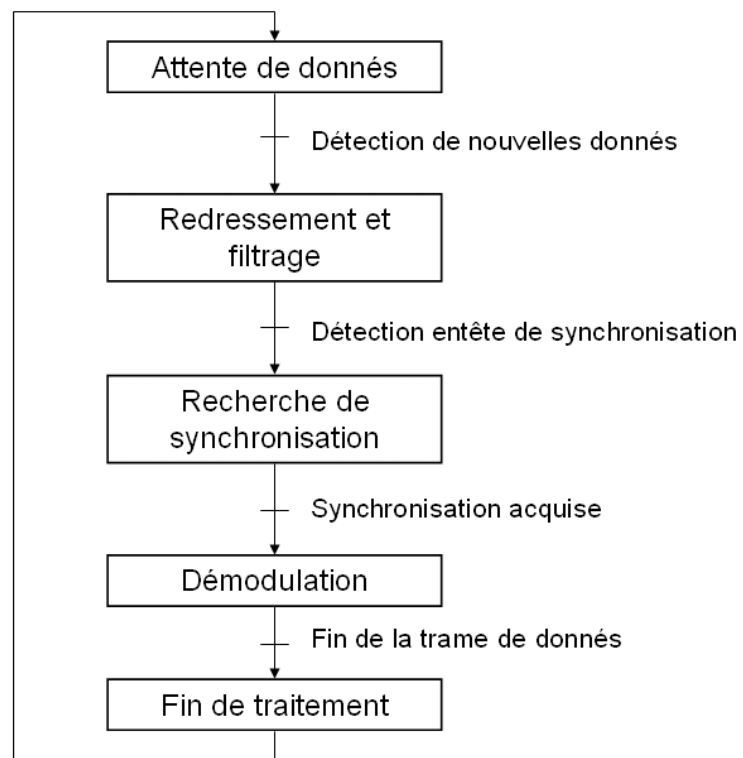 Attente de donnés
Détection de nouvelles donnés
Redressement et
filtrage
Détection entête de synchronisation
Recherche de
synchronisation
Synchronisation acquise
Démodulation
Fin de la trame de donnés
Fin de traitement